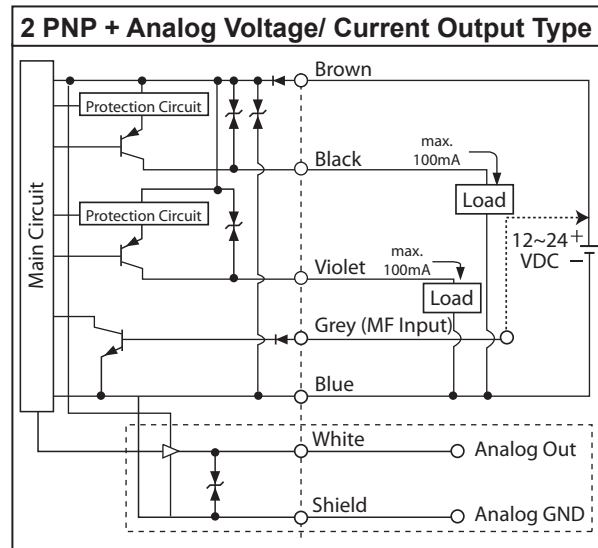 2 PNP + Analog Voltage/ Current Output Type
Brown
Protection Circuit
max.
100mA
Black
Load
Main Circuit
Protection Circuit
12~24 +
VDC −
max.
100mA
Violet
Load
Grey (MF Input)
Blue
White
Analog Out
Shield
Analog GND